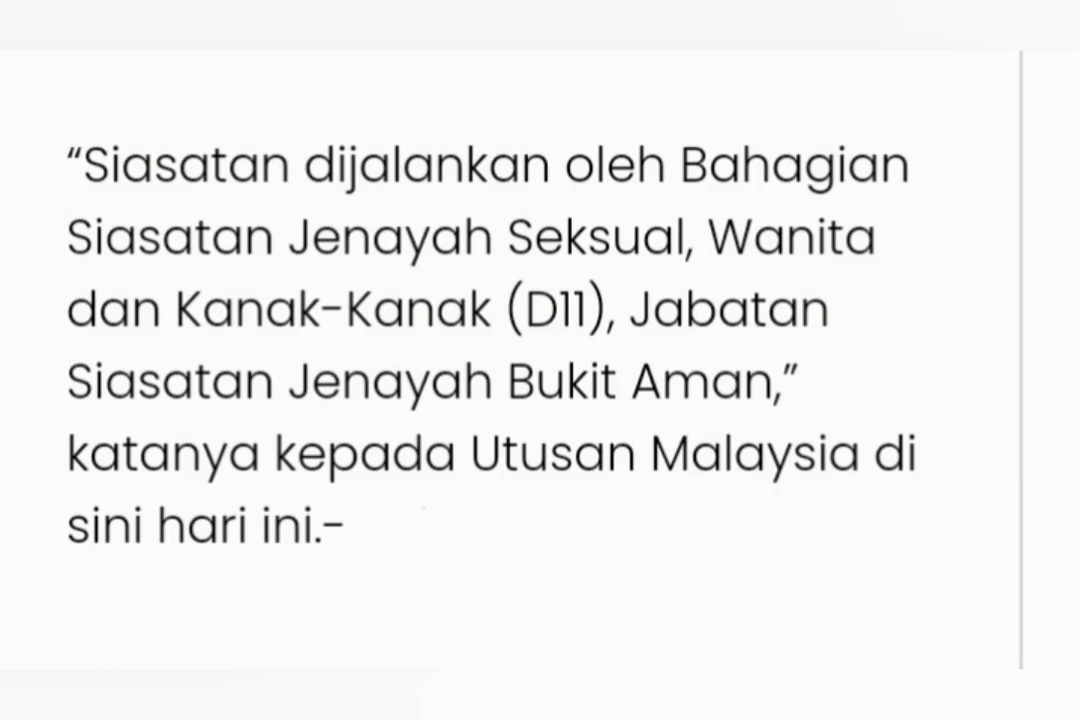 “Siasatan dijalankan oleh Bahagian
Siasatan Jenayah Seksual, Wanita
dan Kanak-Kanak (D11), Jabatan
Siasatan Jenayah Bukit Aman,”
katanya kepada Utusan Malaysia di
sini hari ini.-